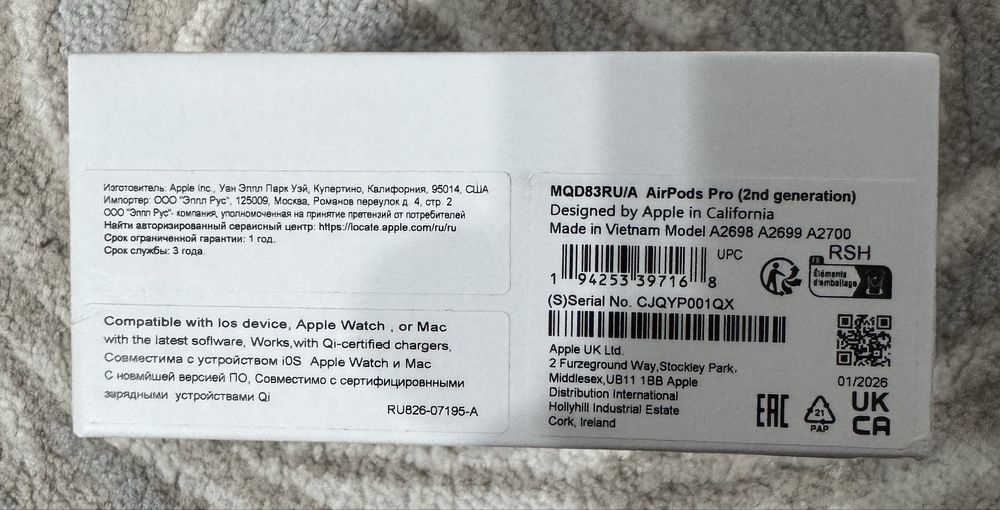 Изготовитель: Apple Inc., Уан Эппл Парк Уэй, Купертино, Калифорния, 95014, США
Импортер: ООО "Эппл Рус", 125009, Москва, Романов переулок д. 4, стр. 2
ООО "Эппл Рус"- компания, уполномоченная на принятие претензий от потребителей
Найти авторизированный сервисный центр: https://locate.apple.com/ru/ru
Срок ограниченной гарантии: 1 год.
Срок службы: 3 года.
Compatible with Ios device, Apple Watch , or Mac
with the latest soflware, Works,with Qi-certified chargers,
Совместима с устройством iOS Apple Watch и Mac
С новмйшей версией ПО, Совместимо с сертифицировнными
зарядными устройствами Qi
RU826-07195-A
MQD83RU/A AirPods Pro (2nd generation)
Designed by Apple in California
Made in Vietnam Model A2698 A2699 A2700
UPC
RSH
1 94253 39716 8
Éléments
d'emballage
(S)Serial No. CJQYP001QX
Apple UK Ltd.
2 Furzeground Way,Stockley Park,
Middlesex,UB11 1BB Apple
Distribution International
Hollyhill Industrial Estate
Cork, Ireland
01/2026
EAC
21
PAP
UK
CA